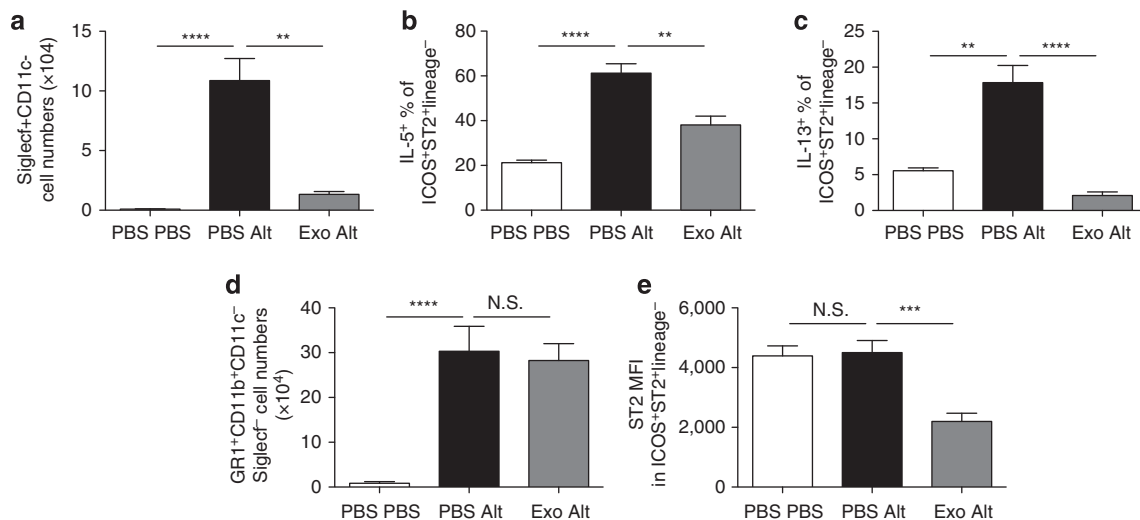 a
Siglecf+CD11c-
cell numbers (×104)
15
10
5
0
****
**
PBS PBS
PBS Alt
Exo Alt
b
IL-5⁺ % of
ICOS⁺ST2⁺lineage⁻
80
60
40
20
0
****
**
PBS PBS
PBS Alt
Exo Alt
c
IL-13⁺ % of
ICOS⁺ST2⁺lineage⁻
25
20
15
10
5
0
**
****
PBS PBS
PBS Alt
Exo Alt
d
GR1⁺CD11b⁺CD11c⁻
Siglecf⁻ cell numbers
(×10⁴)
40
30
20
10
0
****
N.S.
PBS PBS
PBS Alt
Exo Alt
e
ST2 MFI
in ICOS⁺ST2⁺lineage⁻
6,000
4,000
2,000
0
N.S.
***
PBS PBS
PBS Alt
Exo Alt